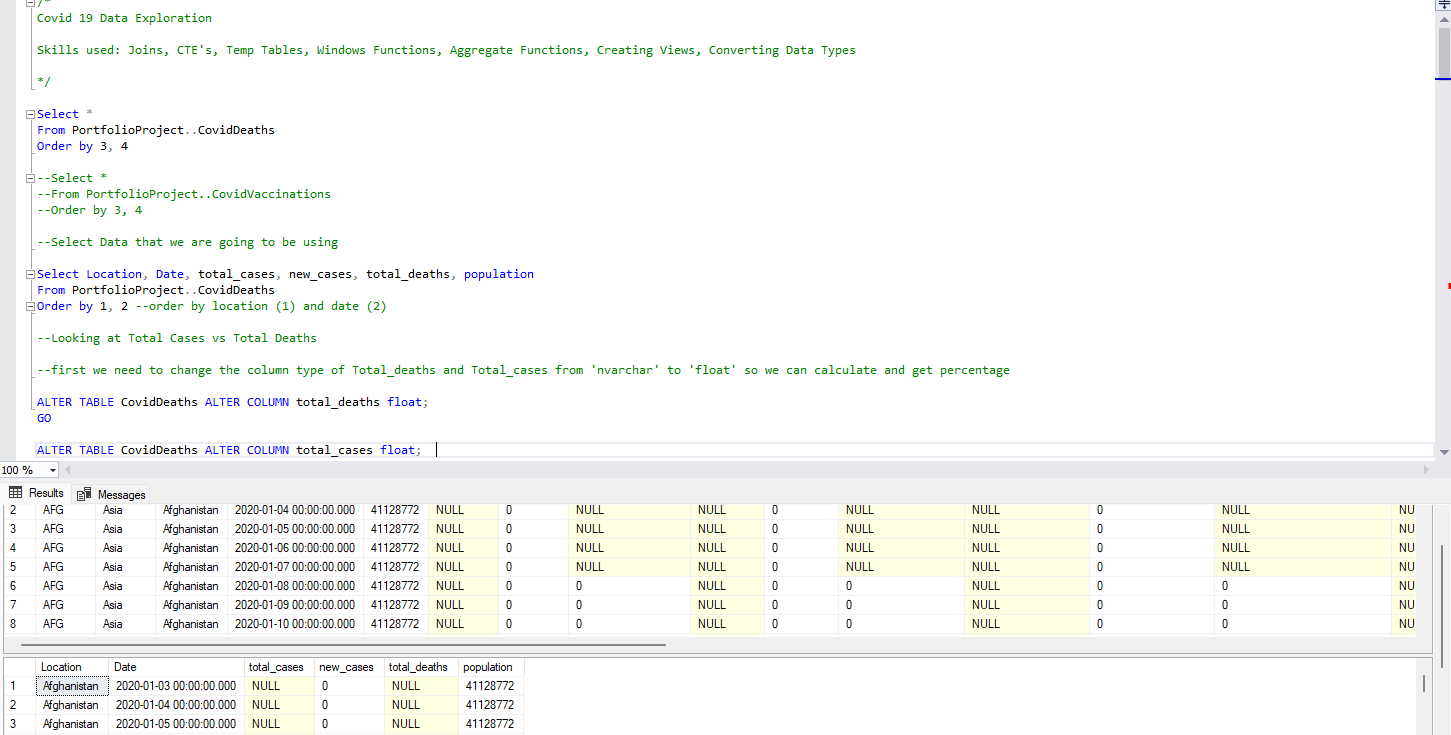 /*
Covid 19 Data Exploration
Skills used: Joins, CTE's, Temp Tables, Windows Functions, Aggregate Functions, Creating Views, Converting Data Types
*/
Select *
From PortfolioProject..CovidDeaths
Order by 3, 4
--Select *
--From PortfolioProject..CovidVaccinations
--Order by 3, 4
--Select Data that we are going to be using
Select Location, Date, total_cases, new_cases, total_deaths, population
From PortfolioProject..CovidDeaths
Order by 1, 2 --order by location (1) and date (2)
--Looking at Total Cases vs Total Deaths
--first we need to change the column type of Total_deaths and Total_cases from 'nvarchar' to 'float' so we can calculate and get percentage
ALTER TABLE CovidDeaths ALTER COLUMN total_deaths float;
GO
ALTER TABLE CovidDeaths ALTER COLUMN total_cases float;
100 %
Results Messages
2 AFG Asia Afghanistan 2020-01-04 00:00:00.000 41128772 NULL 0 NULL NULL 0 NULL NULL 0 NULL NU
3 AFG Asia Afghanistan 2020-01-05 00:00:00.000 41128772 NULL 0 NULL NULL 0 NULL NULL 0 NULL NU
4 AFG Asia Afghanistan 2020-01-06 00:00:00.000 41128772 NULL 0 NULL NULL 0 NULL NULL 0 NULL NU
5 AFG Asia Afghanistan 2020-01-07 00:00:00.000 41128772 NULL 0 NULL NULL 0 NULL NULL 0 NULL NU
6 AFG Asia Afghanistan 2020-01-08 00:00:00.000 41128772 NULL 0 0 NULL 0 0 NULL 0 0 NU
7 AFG Asia Afghanistan 2020-01-09 00:00:00.000 41128772 NULL 0 0 NULL 0 0 NULL 0 0 NU
8 AFG Asia Afghanistan 2020-01-10 00:00:00.000 41128772 NULL 0 0 NULL 0 0 NULL 0 0 NU
Location Date total_cases new_cases total_deaths population
1 Afghanistan 2020-01-03 00:00:00.000 NULL 0 NULL 41128772
2 Afghanistan 2020-01-04 00:00:00.000 NULL 0 NULL 41128772
3 Afghanistan 2020-01-05 00:00:00.000 NULL 0 NULL 41128772